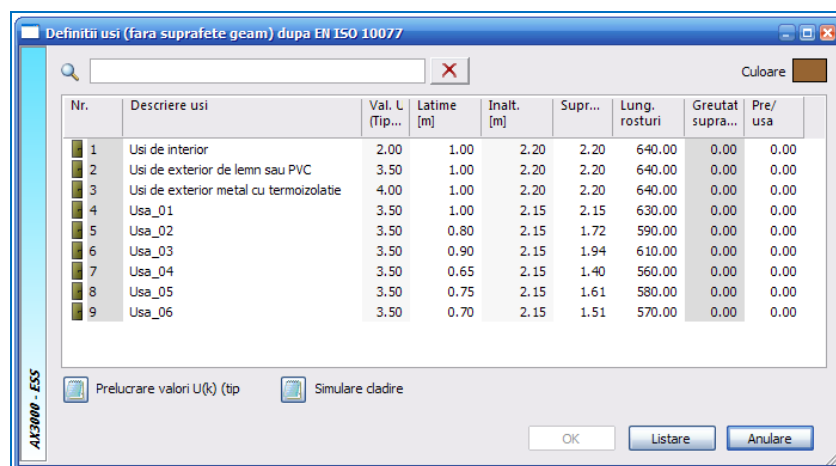 Definitii usi (fara suprafete geam) dupa EN ISO 10077
Culoare
Nr. Descriere usi Val. U (Tip... Latime [m] Inalt. [m] Supr... Lung. rosturi Greutat supra... Pre/ usa
1 Usi de interior 2.00 1.00 2.20 2.20 640.00 0.00 0.00
2 Usi de exterior de lemn sau PVC 3.50 1.00 2.20 2.20 640.00 0.00 0.00
3 Usi de exterior metal cu termoizolatie 4.00 1.00 2.20 2.20 640.00 0.00 0.00
4 Usa_01 3.50 1.00 2.15 2.15 630.00 0.00 0.00
5 Usa_02 3.50 0.80 2.15 1.72 590.00 0.00 0.00
6 Usa_03 3.50 0.90 2.15 1.94 610.00 0.00 0.00
7 Usa_04 3.50 0.65 2.15 1.40 560.00 0.00 0.00
8 Usa_05 3.50 0.75 2.15 1.61 580.00 0.00 0.00
9 Usa_06 3.50 0.70 2.15 1.51 570.00 0.00 0.00
Prelucrare valori U(k) (tip Simulare cladire
OK Listare Anulare
AX3000 - ESS